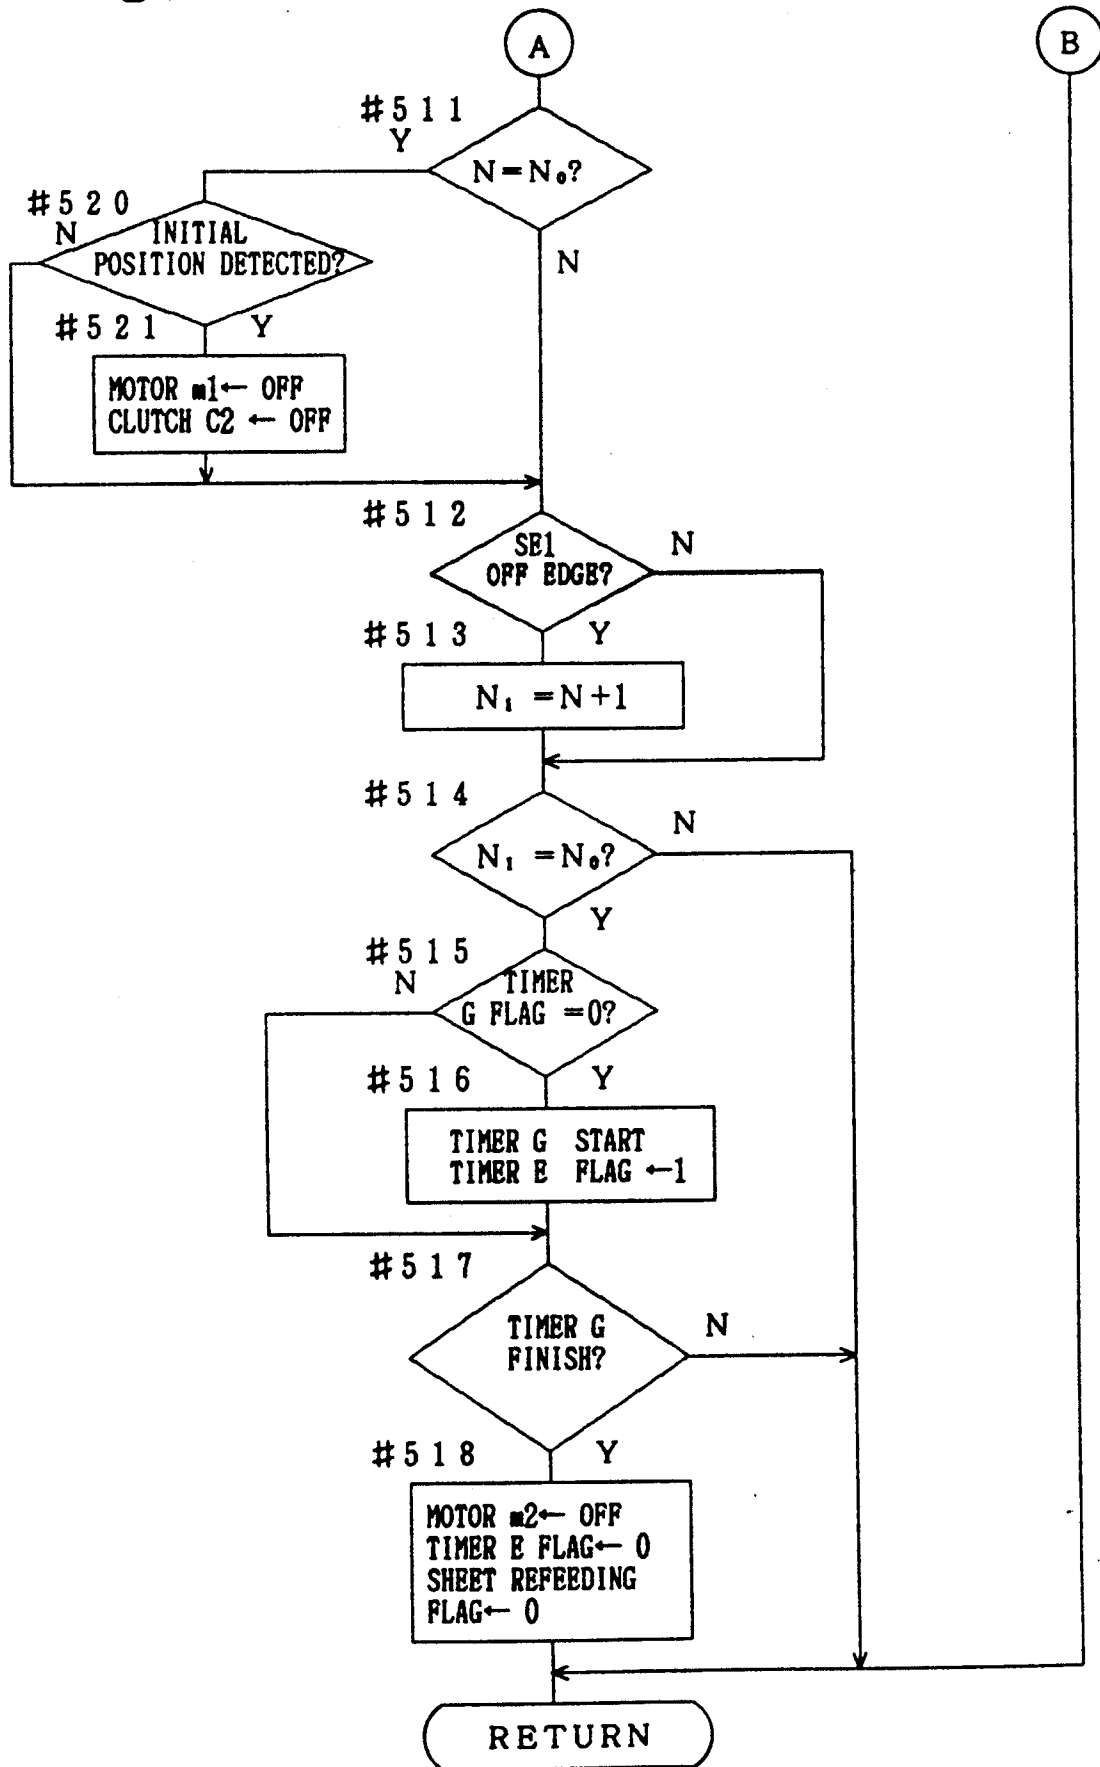 A
B
#511
Y
N=N₀?
N
#520
N
INITIAL
POSITION DETECTED?
#521
Y
MOTOR m1← OFF
CLUTCH C2 ← OFF
#512
SE1
OFF EDGE?
N
#513
Y
N₁ =N+1
#514
N₁ =N₀?
N
Y
#515
N
TIMER
G FLAG =0?
#516
Y
TIMER G START
TIMER E FLAG ←1
#517
TIMER G
FINISH?
N
#518
Y
MOTOR m2← OFF
TIMER E FLAG← 0
SHEET REFEEDING
FLAG← 0
RETURN